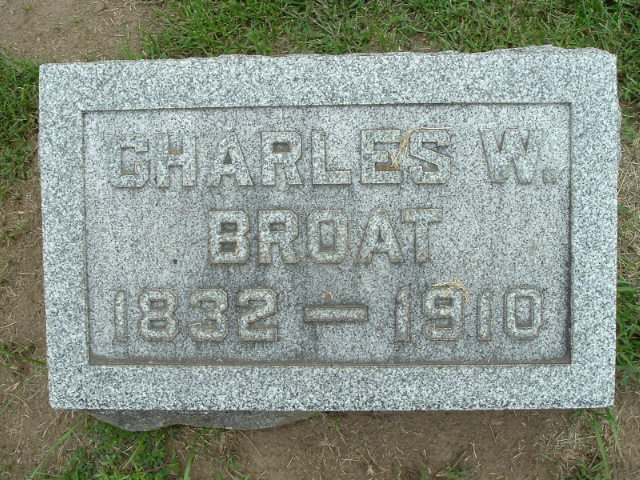 CHARLES W.
BROAT
1832 — 1910